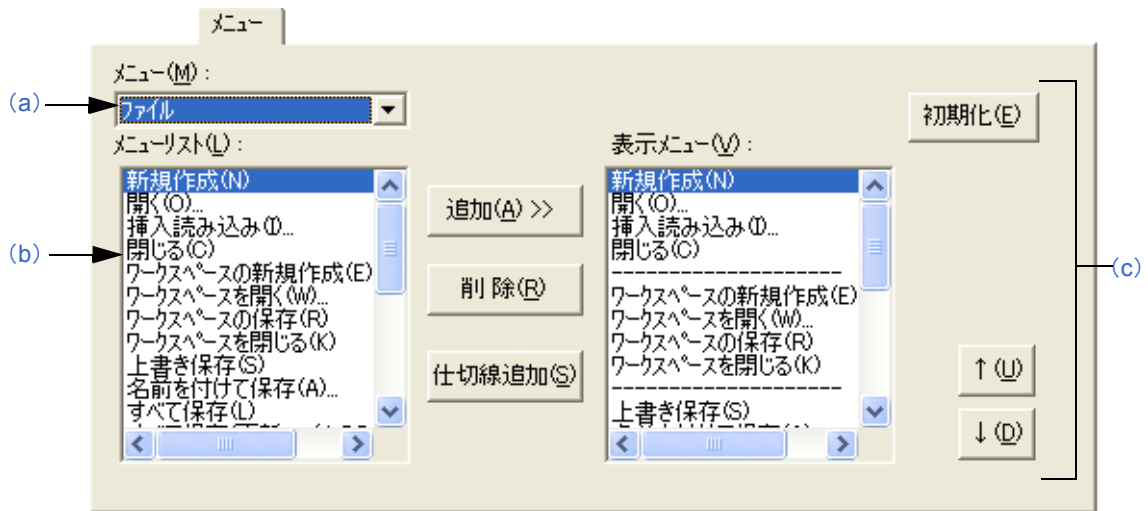 メニュー
メニュー(M) :
(a)
ファイル
初期化(E)
メニューリスト(L) :
表示メニュー(V) :
新規作成(N)
開く(O)...
挿入読み込み(I)...
閉じる(C)
ワークスペースの新規作成(E)
ワークスペースを開く(W)...
ワークスペースの保存(R)
ワークスペースを閉じる(K)
上書き保存(S)
名前を付けて保存(A)...
すべて保存(L)
(b)
追加(A) >>
削 除(R)
仕切線追加(S)
新規作成(N)
開く(O)...
挿入読み込み(I)...
閉じる(C)
--------------------
ワークスペースの新規作成(E)
ワークスペースを開く(W)...
ワークスペースの保存(R)
ワークスペースを閉じる(K)
--------------------
上書き保存(S)
(c)
↑(U)
↓(D)